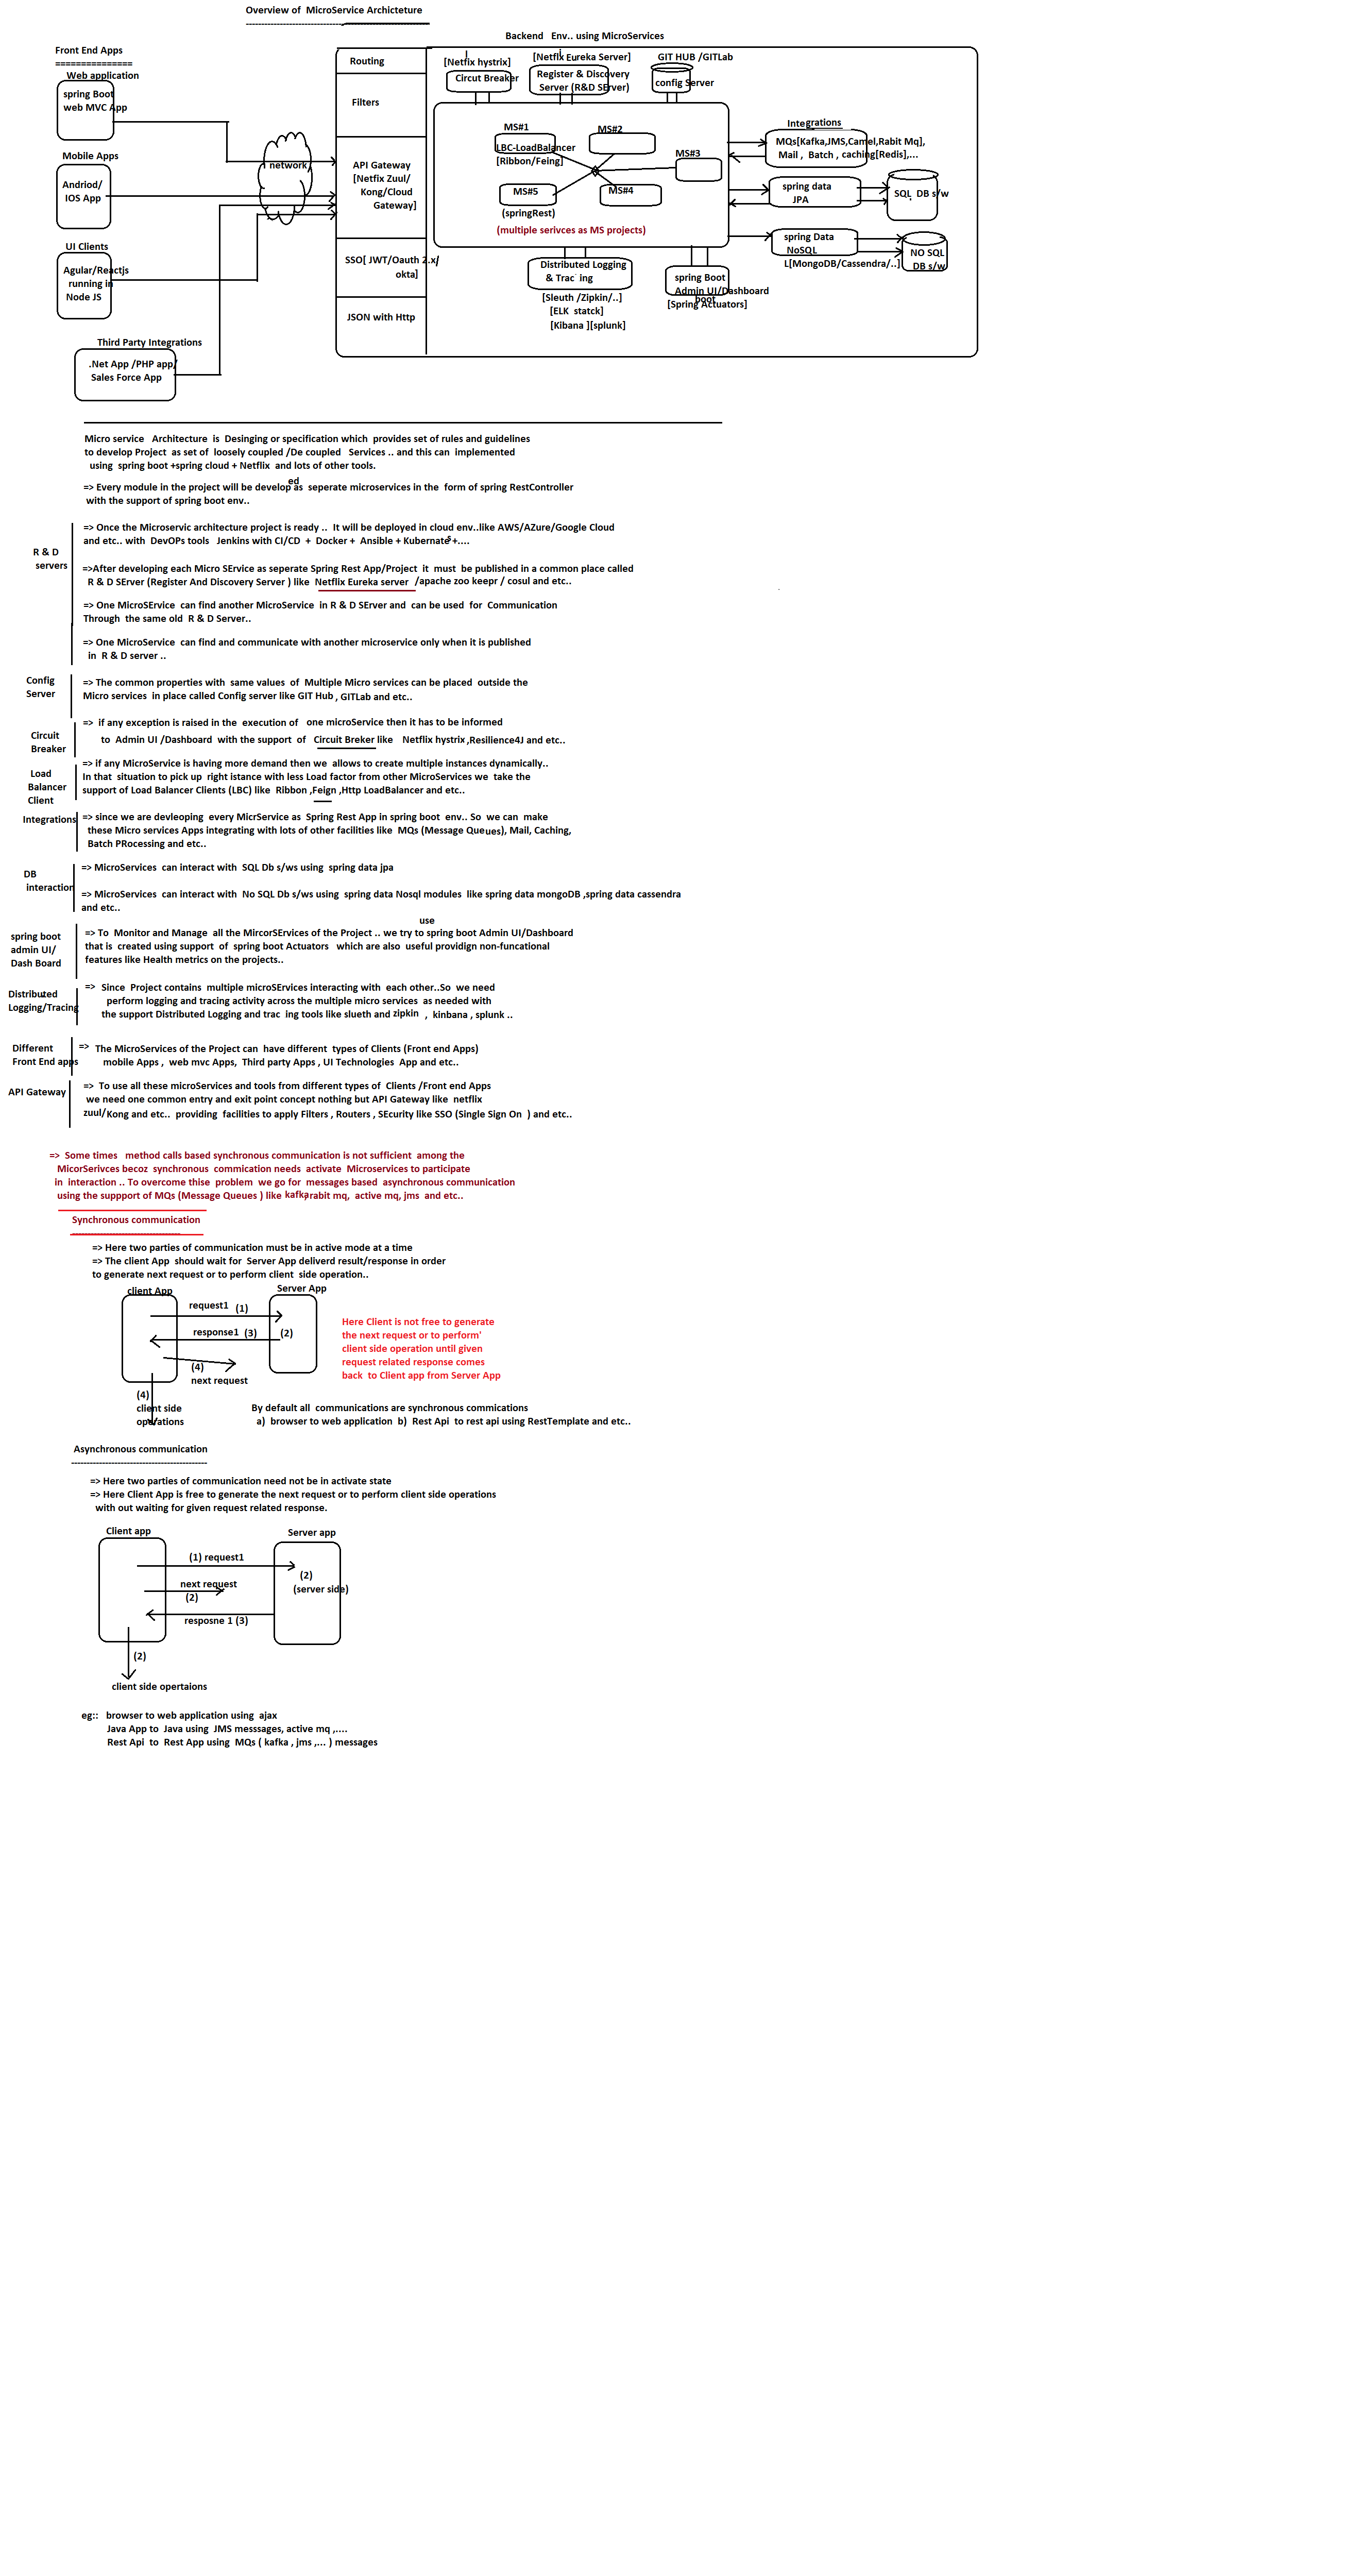 Overview of MicroService Archicteture
Backend Env.. using MicroServices
Front End Apps
===============
Web application
spring Boot
web MVC App
Mobile Apps
Andriod/
IOS App
UI Clients
Agular/Reactjs
running in
Node JS
Third Party Integrations
.Net App /PHP app/
Sales Force App
network
Routing
Filters
API Gateway
[Netfix Zuul/
Kong/Cloud
Gateway]
SSO[ JWT/Oauth 2.x/
okta]
JSON with Http
[Netflix hystrix]
Circut Breaker
[Netflix Eureka Server]
Register & Discovery
Server (R&D SErver)
GIT HUB /GITLab
config Server
MS#1
LBC-LoadBalancer
[Ribbon/Feing]
MS#2
MS#3
MS#5
MS#4
(springRest)
(multiple serivces as MS projects)
Distributed Logging
& Trac ing
[Sleuth /Zipkin/..]
[ELK statck]
[Kibana ][splunk]
spring Boot
Admin UI/Dashboard
boot
[Spring Actuators]
Integrations
MQs[Kafka,JMS,Camel,Rabit Mq],
Mail , Batch , caching[Redis],...
spring data
JPA
SQL DB s/w
spring Data
NoSQL
L[MongoDB/Cassendra/..]
NO SQL
DB s/w
Micro service Architecture is Desinging or specification which provides set of rules and guidelines
to develop Project as set of loosely coupled /De coupled Services .. and this can implemented
using spring boot +spring cloud + Netflix and lots of other tools.
ed
=> Every module in the project will be develop as seperate microservices in the form of spring RestController
with the support of spring boot env..
R & D
servers
=> Once the Microservic architecture project is ready .. It will be deployed in cloud env..like AWS/AZure/Google Cloud
and etc.. with DevOPs tools Jenkins with CI/CD + Docker + Ansible + Kubernates+....
=>After developing each Micro SErvice as seperate Spring Rest App/Project it must be published in a common place called
R & D SErver (Register And Discovery Server ) like Netflix Eureka server /apache zoo keepr / cosul and etc..
=> One MicroSErvice can find another MicroService in R & D SErver and can be used for Communication
Through the same old R & D Server..
=> One MicroService can find and communicate with another microservice only when it is published
in R & D server ..
Config
Server
=> The common properties with same values of Multiple Micro services can be placed outside the
Micro services in place called Config server like GIT Hub , GITLab and etc..
Circuit
Breaker
=> if any exception is raised in the execution of one microService then it has to be informed
to Admin UI /Dashboard with the support of Circuit Breker like Netflix hystrix ,Resilience4J and etc..
Load
Balancer
Client
=> if any MicroService is having more demand then we allows to create multiple instances dynamically..
In that situation to pick up right istance with less Load factor from other MicroServices we take the
support of Load Balancer Clients (LBC) like Ribbon ,Feign ,Http LoadBalancer and etc..
Integrations
=> since we are devleoping every MicrService as Spring Rest App in spring boot env.. So we can make
these Micro services Apps integrating with lots of other facilities like MQs (Message Queues), Mail, Caching,
Batch PRocessing and etc..
DB
interaction
=> MicroServices can interact with SQL Db s/ws using spring data jpa
=> MicroServices can interact with No SQL Db s/ws using spring data Nosql modules like spring data mongoDB ,spring data cassendra
and etc..
use
spring boot
admin UI/
Dash Board
=> To Monitor and Manage all the MircorSErvices of the Project .. we try to spring boot Admin UI/Dashboard
that is created using support of spring boot Actuators which are also useful providign non-funcational
features like Health metrics on the projects..
Distributed
Logging/Tracing
=> Since Project contains multiple microSErvices interacting with each other..So we need
perform logging and tracing activity across the multiple micro services as needed with
the support Distributed Logging and trac ing tools like slueth and zipkin , kinbana , splunk ..
Different
Front End apps
=> The MicroServices of the Project can have different types of Clients (Front end Apps)
mobile Apps , web mvc Apps, Third party Apps , UI Technologies App and etc..
API Gateway
=> To use all these microServices and tools from different types of Clients /Front end Apps
we need one common entry and exit point concept nothing but API Gateway like netflix
zuul/Kong and etc.. providing facilities to apply Filters , Routers , SEcurity like SSO (Single Sign On ) and etc..
=> Some times method calls based synchronous communication is not sufficient among the
MicorSerivces becoz synchronous commication needs activate Microservices to participate
in interaction .. To overcome thise problem we go for messages based asynchronous communication
using the suppport of MQs (Message Queues ) like kafka,rabit mq, active mq, jms and etc..
Synchronous communication
=> Here two parties of communication must be in active mode at a time
=> The client App should wait for Server App deliverd result/response in order
to generate next request or to perform client side operation..
client App
Server App
request1 (1)
response1 (3)
(2)
(4)
next request
(4)
client side
operations
Here Client is not free to generate
the next request or to perform'
client side operation until given
request related response comes
back to Client app from Server App
By default all communications are synchronous commications
a) browser to web application b) Rest Api to rest api using RestTemplate and etc..
Asynchronous communication
=> Here two parties of communication need not be in activate state
=> Here Client App is free to generate the next request or to perform client side operations
with out waiting for given request related response.
Client app
Server app
(1) request1
(2)
(server side)
next request
(2)
resposne 1 (3)
(2)
client side opertaions
eg:: browser to web application using ajax
Java App to Java using JMS messsages, active mq ,....
Rest Api to Rest App using MQs ( kafka , jms ,... ) messages